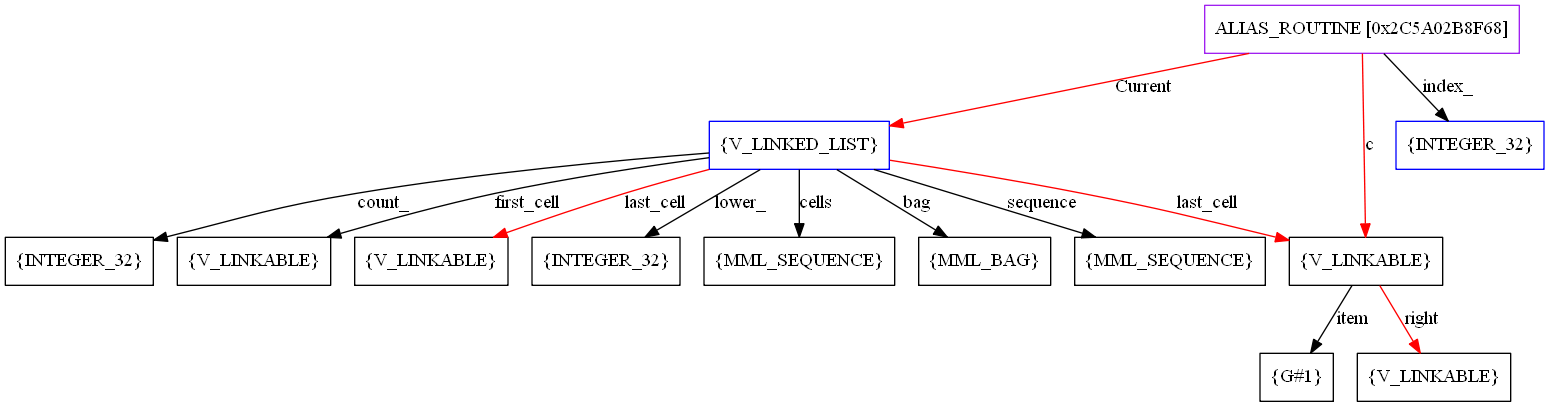 ALIAS_ROUTINE [0x2C5A02B8F68]
Current
index_
{V_LINKED_LIST}
c
{INTEGER_32}
count_
first_cell
last_cell
lower_
cells
bag
sequence
last_cell
{INTEGER_32}
{V_LINKABLE}
{V_LINKABLE}
{INTEGER_32}
{MML_SEQUENCE}
{MML_BAG}
{MML_SEQUENCE}
{V_LINKABLE}
item
right
{G#1}
{V_LINKABLE}